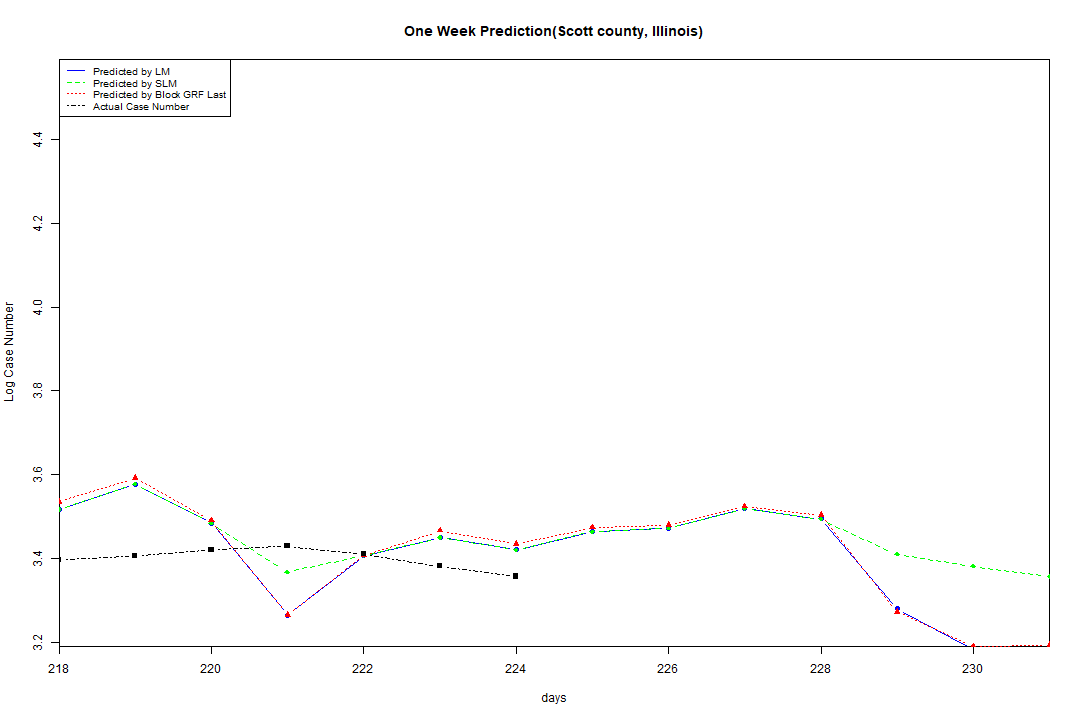 One Week Prediction(Scott county, Illinois)
Predicted by LM
Predicted by SLM
Predicted by Block GRF Last
Actual Case Number
4.4
4.2
4.0
3.8
3.6
3.4
3.2
Log Case Number
218 220 222 224 226 228 230
days